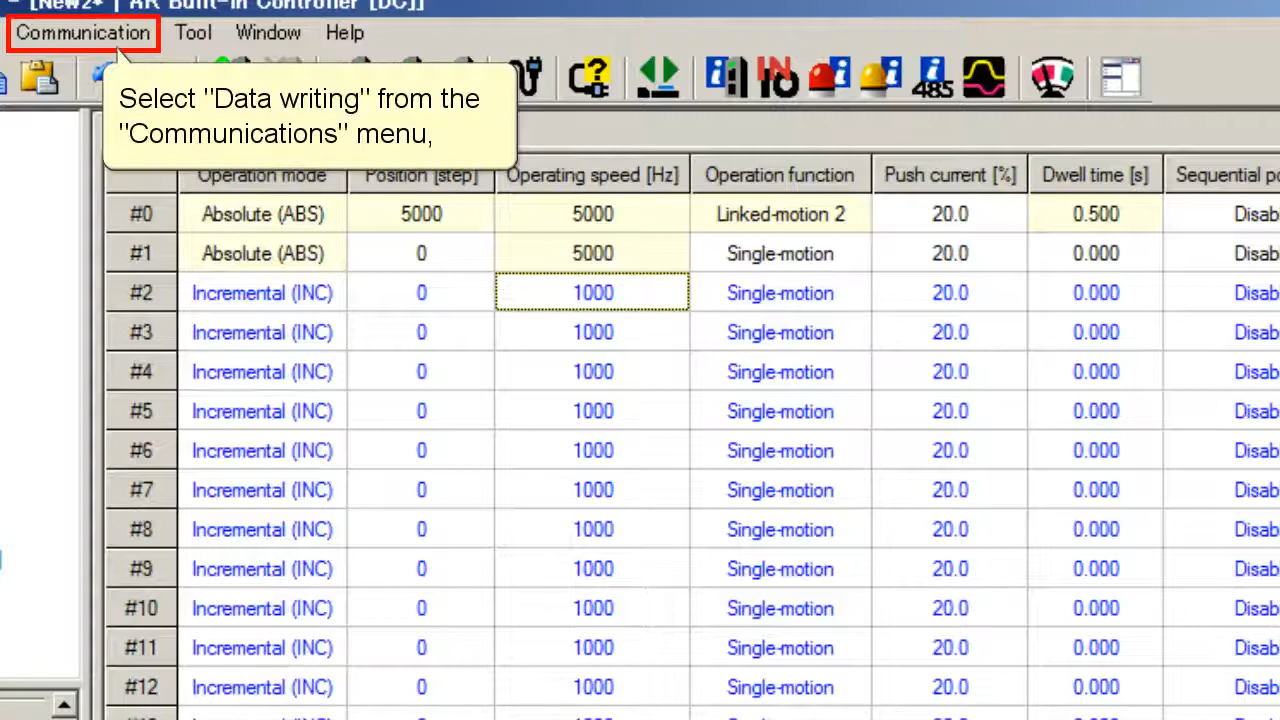 - [New2* | AR Built-in Controller [DC]]
Communication Tool Window Help
Select "Data writing" from the
"Communications" menu,
Operation mode Position [step] Operating speed [Hz] Operation function Push current [%] Dwell time [s] Sequential po
#0 Absolute (ABS) 5000 5000 Linked-motion 2 20.0 0.500 Disab
#1 Absolute (ABS) 0 5000 Single-motion 20.0 0.000 Disab
#2 Incremental (INC) 0 1000 Single-motion 20.0 0.000 Disab
#3 Incremental (INC) 0 1000 Single-motion 20.0 0.000 Disab
#4 Incremental (INC) 0 1000 Single-motion 20.0 0.000 Disab
#5 Incremental (INC) 0 1000 Single-motion 20.0 0.000 Disab
#6 Incremental (INC) 0 1000 Single-motion 20.0 0.000 Disab
#7 Incremental (INC) 0 1000 Single-motion 20.0 0.000 Disab
#8 Incremental (INC) 0 1000 Single-motion 20.0 0.000 Disab
#9 Incremental (INC) 0 1000 Single-motion 20.0 0.000 Disab
#10 Incremental (INC) 0 1000 Single-motion 20.0 0.000 Disab
#11 Incremental (INC) 0 1000 Single-motion 20.0 0.000 Disab
#12 Incremental (INC) 0 1000 Single-motion 20.0 0.000 Disab